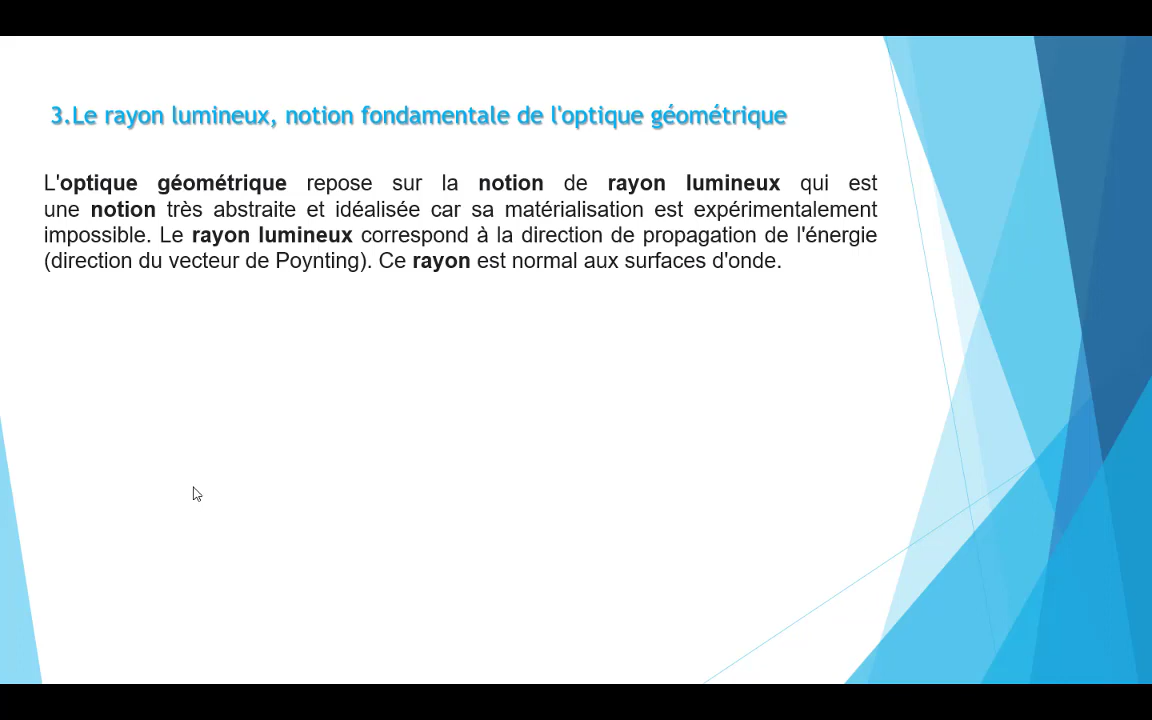 3.Le rayon lumineux, notion fondamentale de l'optique géométrique
L'optique géométrique repose sur la notion de rayon lumineux qui est
une notion très abstraite et idéalisée car sa matérialisation est expérimentalement
impossible. Le rayon lumineux correspond à la direction de propagation de l'énergie
(direction du vecteur de Poynting). Ce rayon est normal aux surfaces d'onde.